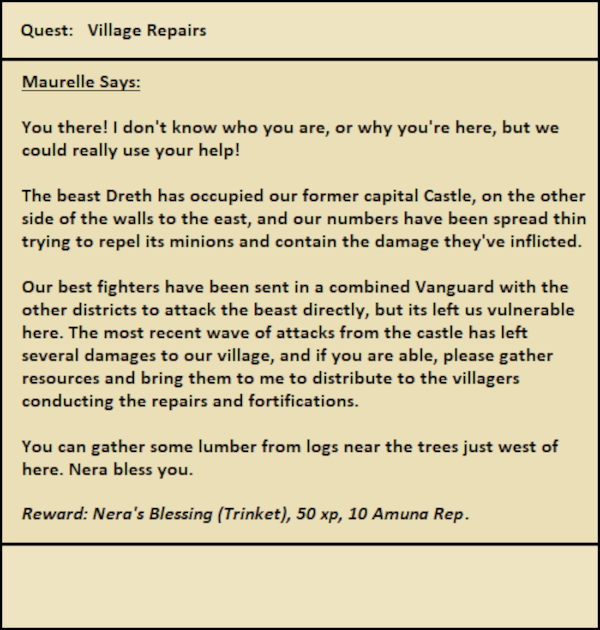 Quest:   Village Repairs
Maurelle Says:
You there! I don't know who you are, or why you're here, but we
could really use your help!
The beast Dreth has occupied our former capital Castle, on the other
side of the walls to the east, and our numbers have been spread thin
trying to repel its minions and contain the damage they've inflicted.
Our best fighters have been sent in a combined Vanguard with the
other districts to attack the beast directly, but its left us vulnerable
here. The most recent wave of attacks from the castle has left
several damages to our village, and if you are able, please gather
resources and bring them to me to distribute to the villagers
conducting the repairs and fortifications.
You can gather some lumber from logs near the trees just west of
here. Nera bless you.
Reward: Nera's Blessing (Trinket), 50 xp, 10 Amuna Rep.